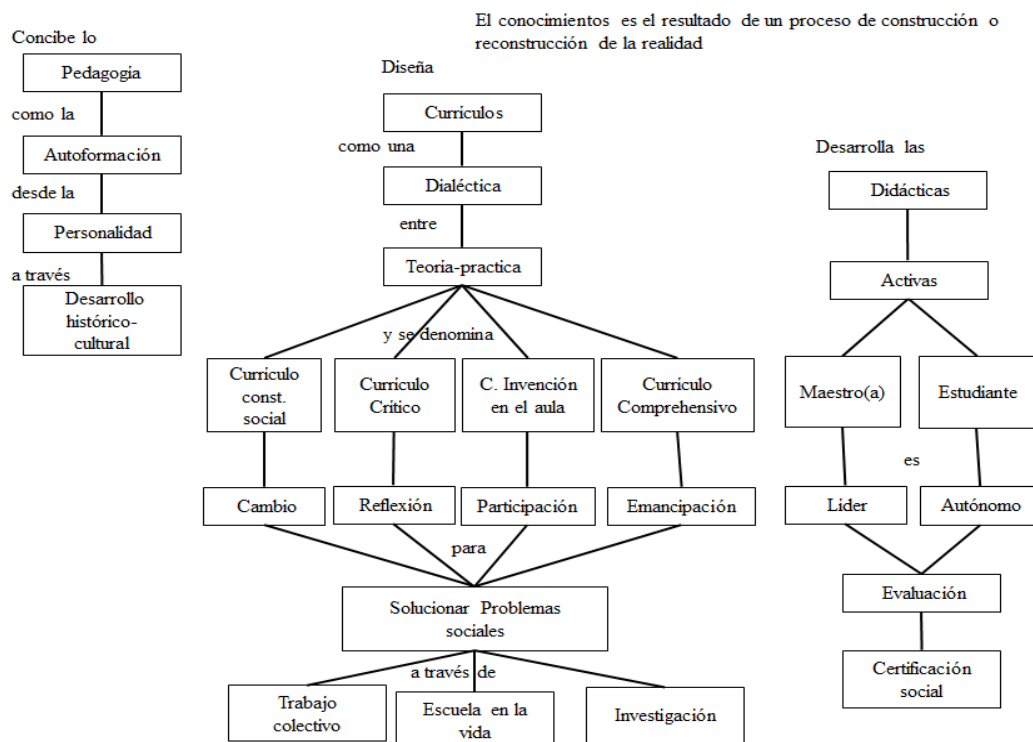 El conocimientos es el resultado de un proceso de construcción o
reconstrucción de la realidad
Concibe lo
Pedagogía
como la
Autoformación
desde la
Personalidad
a través
Desarrollo
histórico-
cultural
Diseña
Currículos
como una
Dialéctica
entre
Teoría-practica
y se denomina
Currículo
const.
social
Currículo
Crítico
C. Invención
en el aula
Currículo
Comprehensivo
Cambio
Reflexión
Participación
Emancipación
para
Solucionar Problemas
sociales
a través de
Trabajo
colectivo
Escuela en la
vida
Investigación
Desarrolla las
Didácticas
Activas
Maestro(a)
Estudiante
es
Líder
Autónomo
Evaluación
Certificación
social